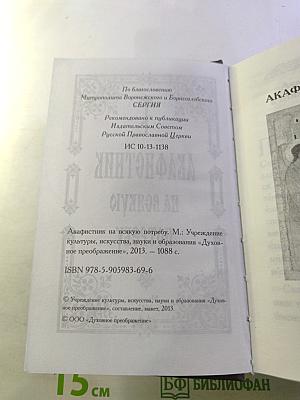 По благословению
Митрополита Воронежского и Борисоглебского
СЕРГИЯ
Рекомендовано к публикации
Издательским Советом
Русской Православной Церкви
ИС 10-13-1138
АКАФИСТНИК
НА ВСЯКУЮ
Акафистник на всякую потребу. М.: Учреждение
культуры, искусства, науки и образования «Духов-
ное преображение», 2013. — 1088 с.
ISBN 978-5-905983-69-6
© Учреждение культуры, искусства, науки и образования «Духов-
ное преображение», составление, макет, 2013
© ООО «Духовное преображение»
АКАФ
15 см
БФ БИБЛИОФАН